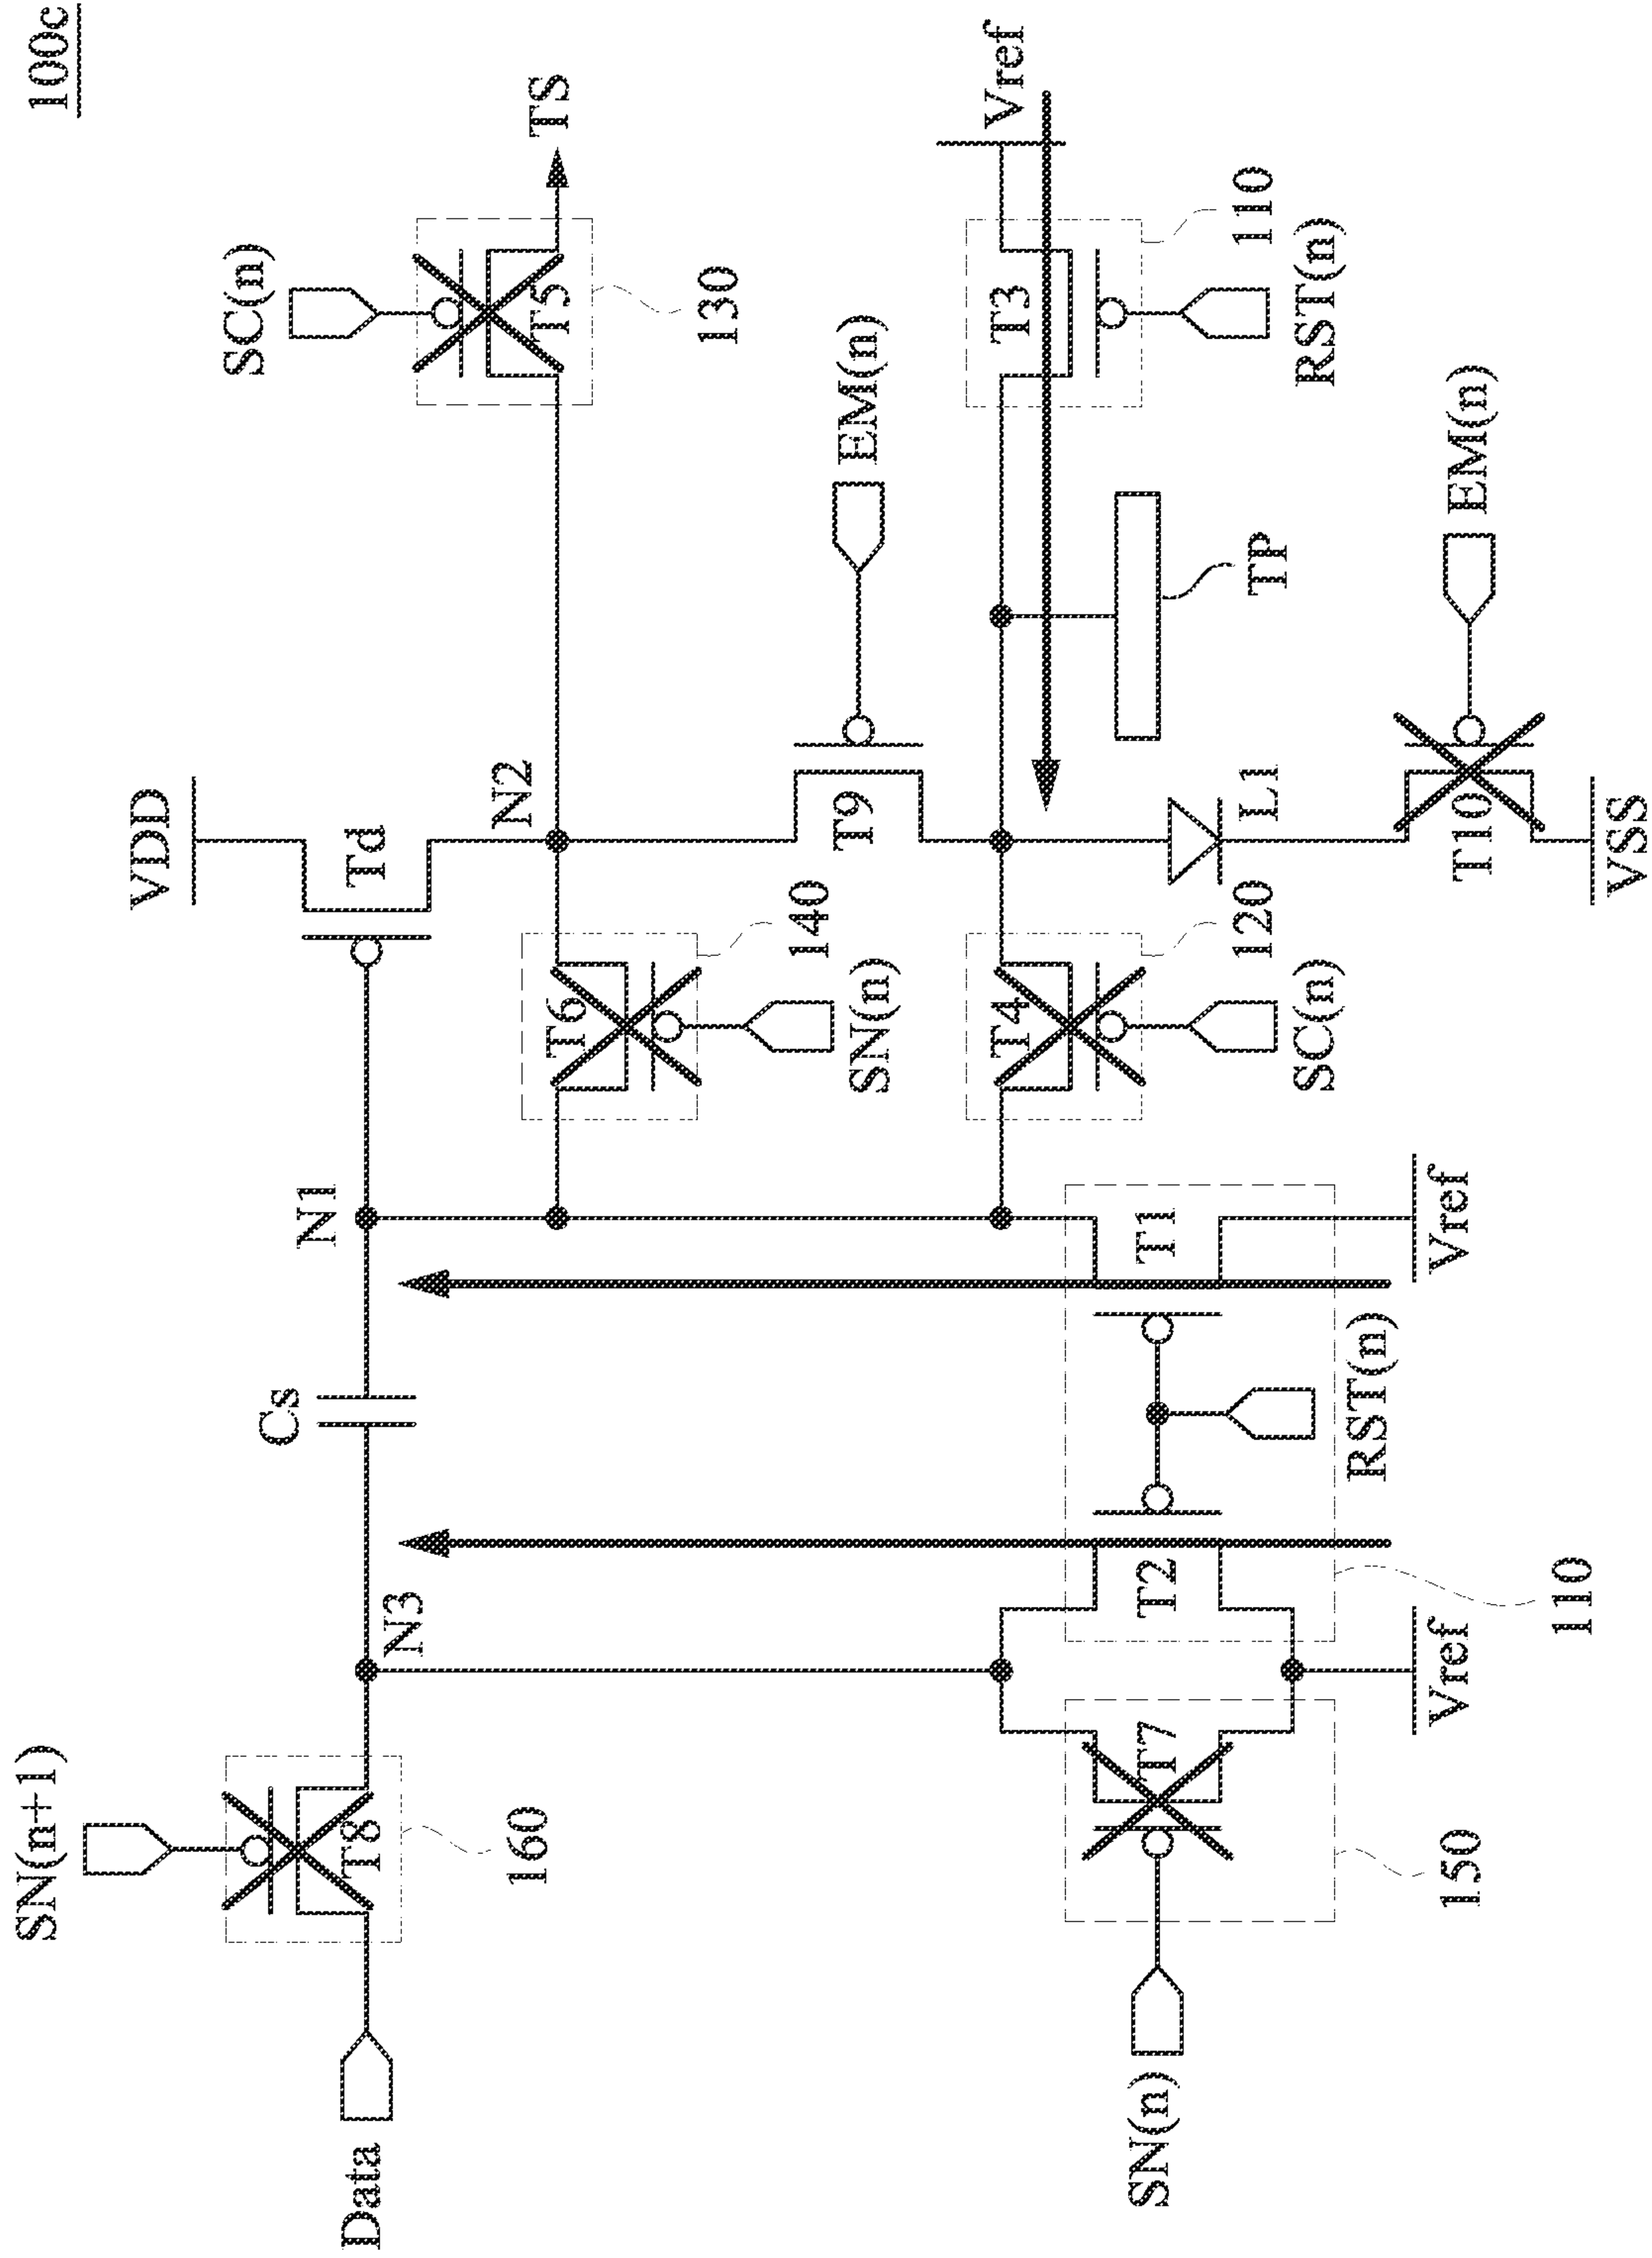 100c
VDD
SC(n)
TS
Td
T5
130
N2
N1
Cs
N3
SN(n+1)
T8
160
Data
T6
140
SN(n)
T9
EM(n)
Vref
T3
110
RST(n)
TP
T4
120
SC(n)
L1
EM(n)
T10
VSS
T1
Vref
RST(n)
T2
110
Vref
T7
150
SN(n)